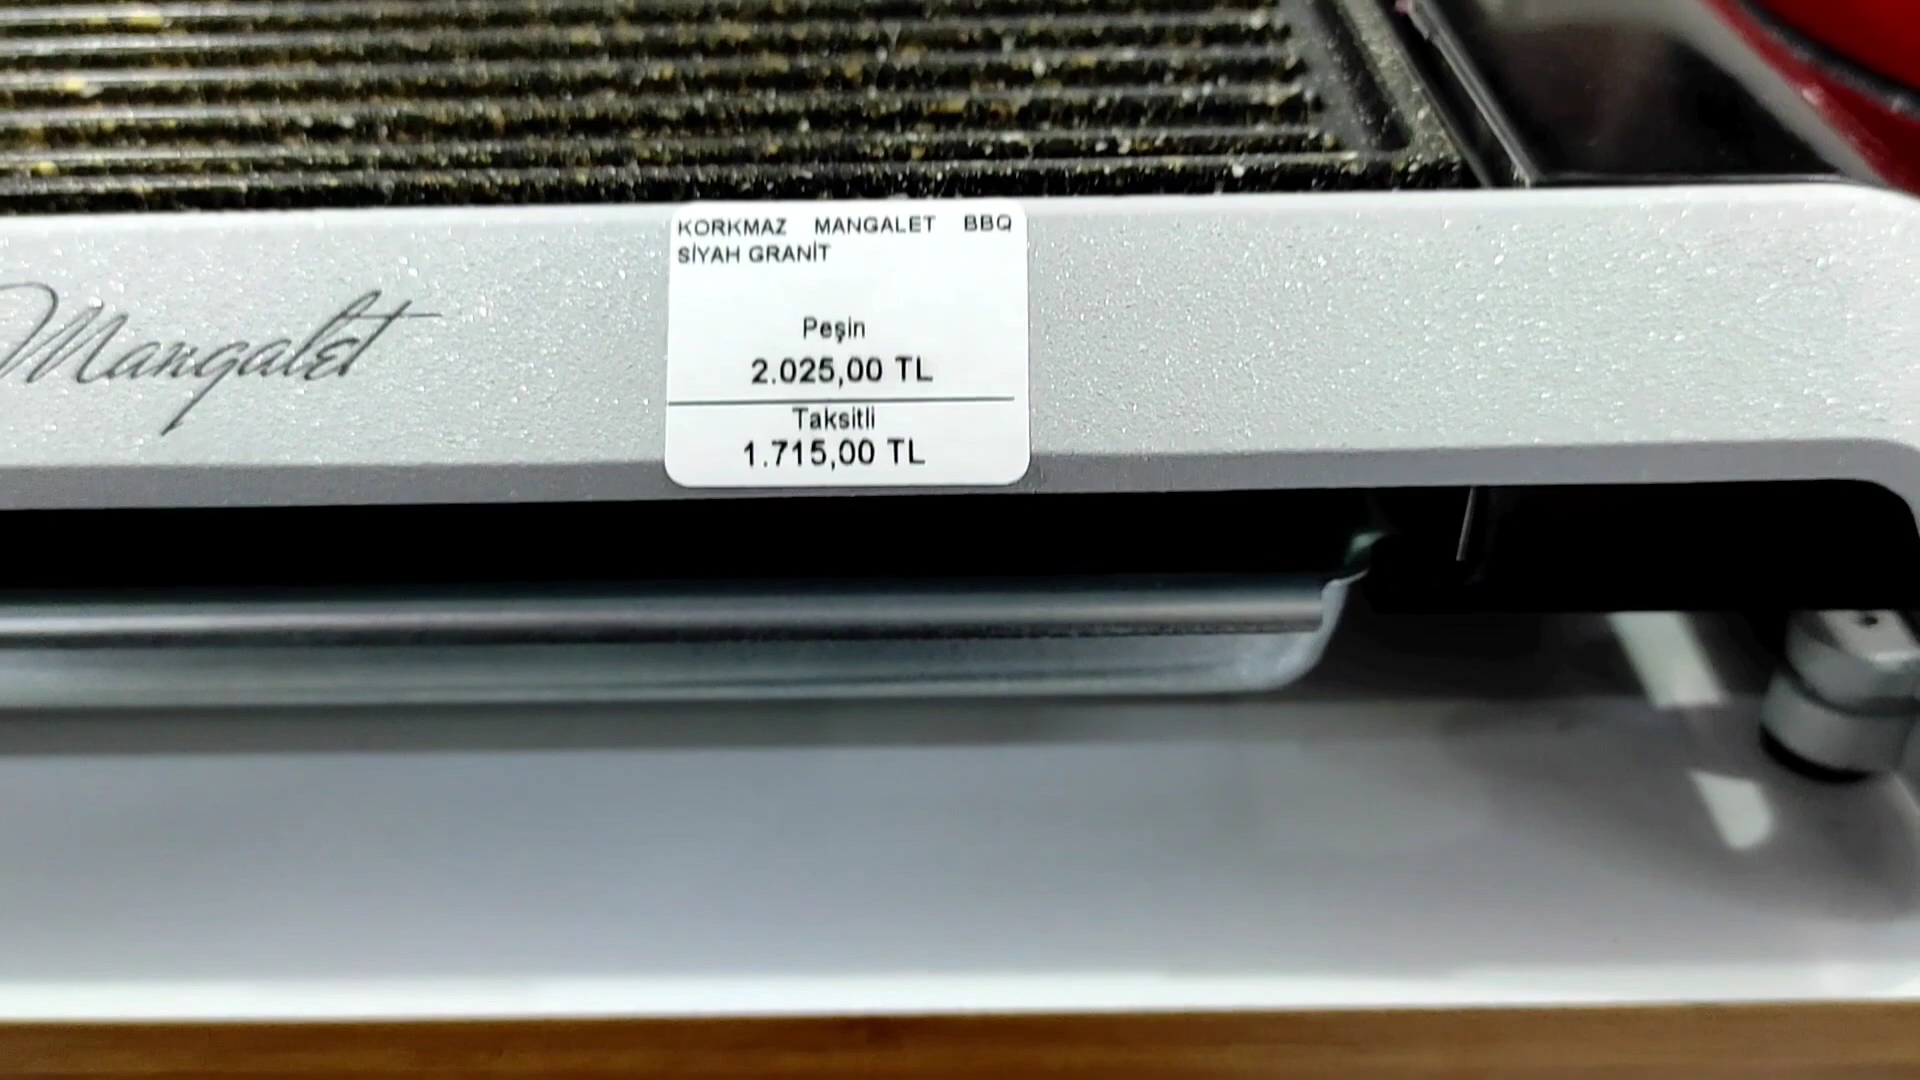 KORKMAZ MANGALET BBQ
SİYAH GRANİT
Mangalet
Peşin
2.025,00 TL
Taksitli
1.715,00 TL